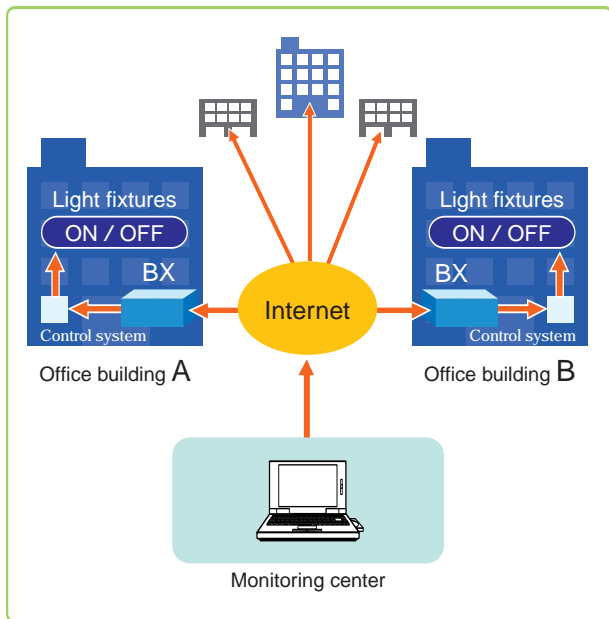 Light fixtures
ON / OFF
BX
Control system
Office building A
Internet
Light fixtures
ON / OFF
BX
Control system
Office building B
Monitoring center